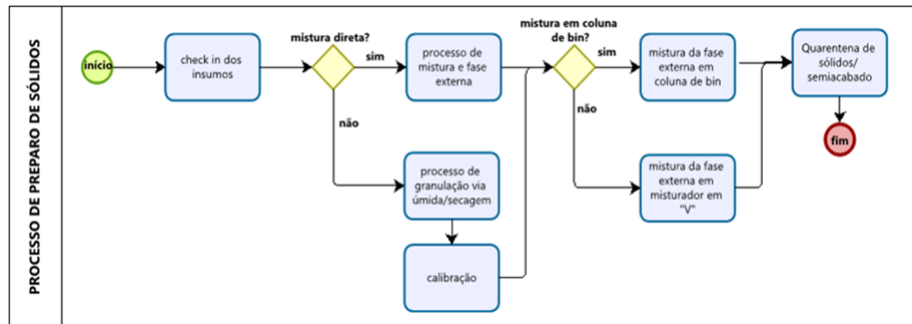 PROCESSO DE PREPARO DE SÓLIDOS
início
check in dos
insumos
mistura direta?
sim
não
processo de
mistura e fase
externa
processo de
granulação via
úmida/secagem
calibração
mistura em coluna
de bin?
sim
não
mistura da fase
externa em
coluna de bin
mistura da fase
externa em
misturador em
"V"
Quarentena de
sólidos/
semiacabado
fim